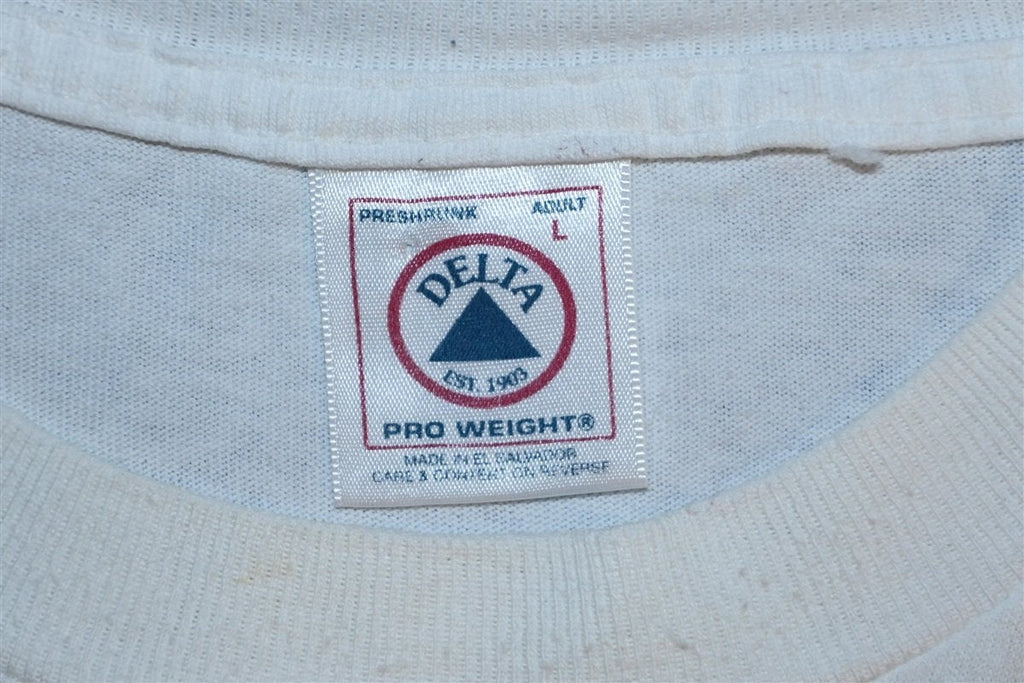 PRESHRUNK ADULT
L
DELTA
EST. 1903
PRO WEIGHT®
MADE IN EL SALVADOR
CARE & CONTENT ON REVERSE